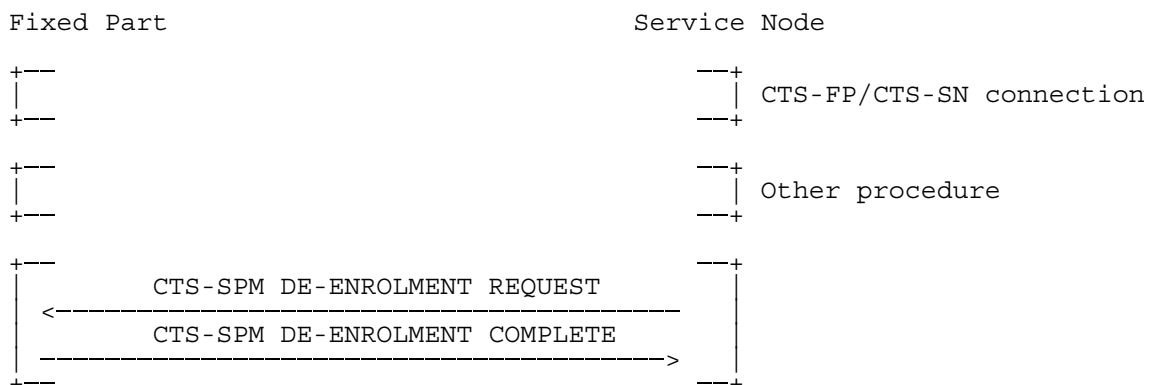 Fixed Part Service Node
CTS-FP/CTS-SN connection
Other procedure
CTS-SPM DE-ENROLMENT REQUEST
CTS-SPM DE-ENROLMENT COMPLETE